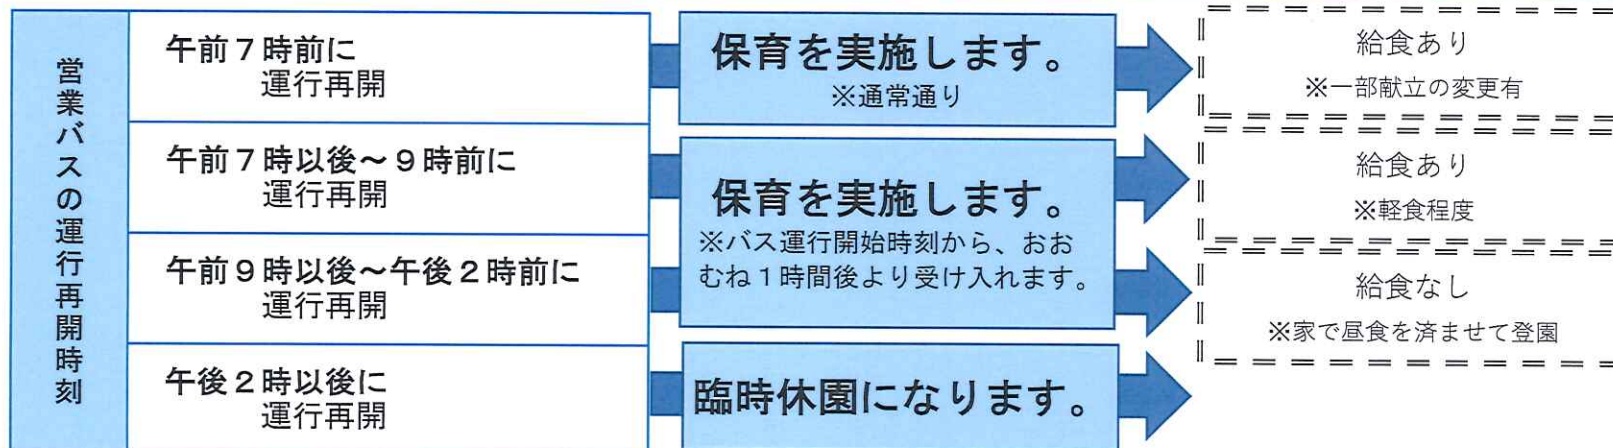 営業バスの運行再開時刻
午前7時前に
運行再開
保育を実施します。
※通常通り
給食あり
※一部献立の変更有
午前7時以後～9時前に
運行再開
保育を実施します。
※バス運行開始時刻から、おお
むね1時間後より受け入れます。
給食あり
※軽食程度
午前9時以後～午後2時前に
運行再開
給食なし
※家で昼食を済ませて登園
午後2時以後に
運行再開
臨時休園になります。